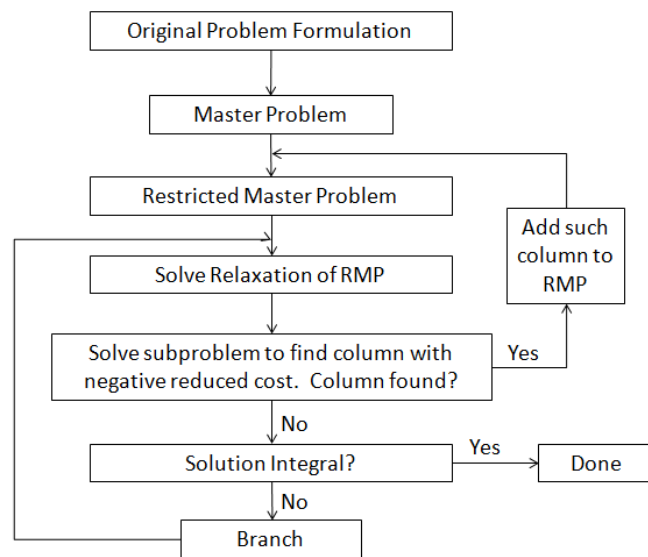 Original Problem Formulation
Master Problem
Restricted Master Problem
Add such
column to
RMP
Solve Relaxation of RMP
Solve subproblem to find column with
negative reduced cost.  Column found?
Yes
No
Solution Integral?
Yes
Done
No
Branch